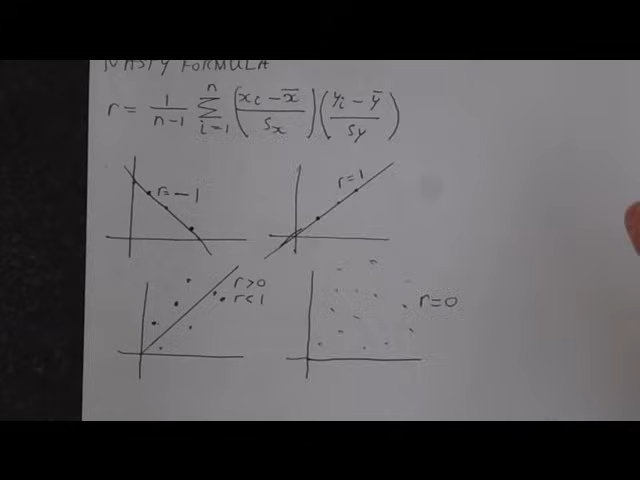 NASTY FORMULA
r = 1/(n-1) Σ_{i=1}^{n} ((x_i - x̄)/s_x) ((y_i - ȳ)/s_y)
r = -1
r = 1
r>0
r<1
r=0